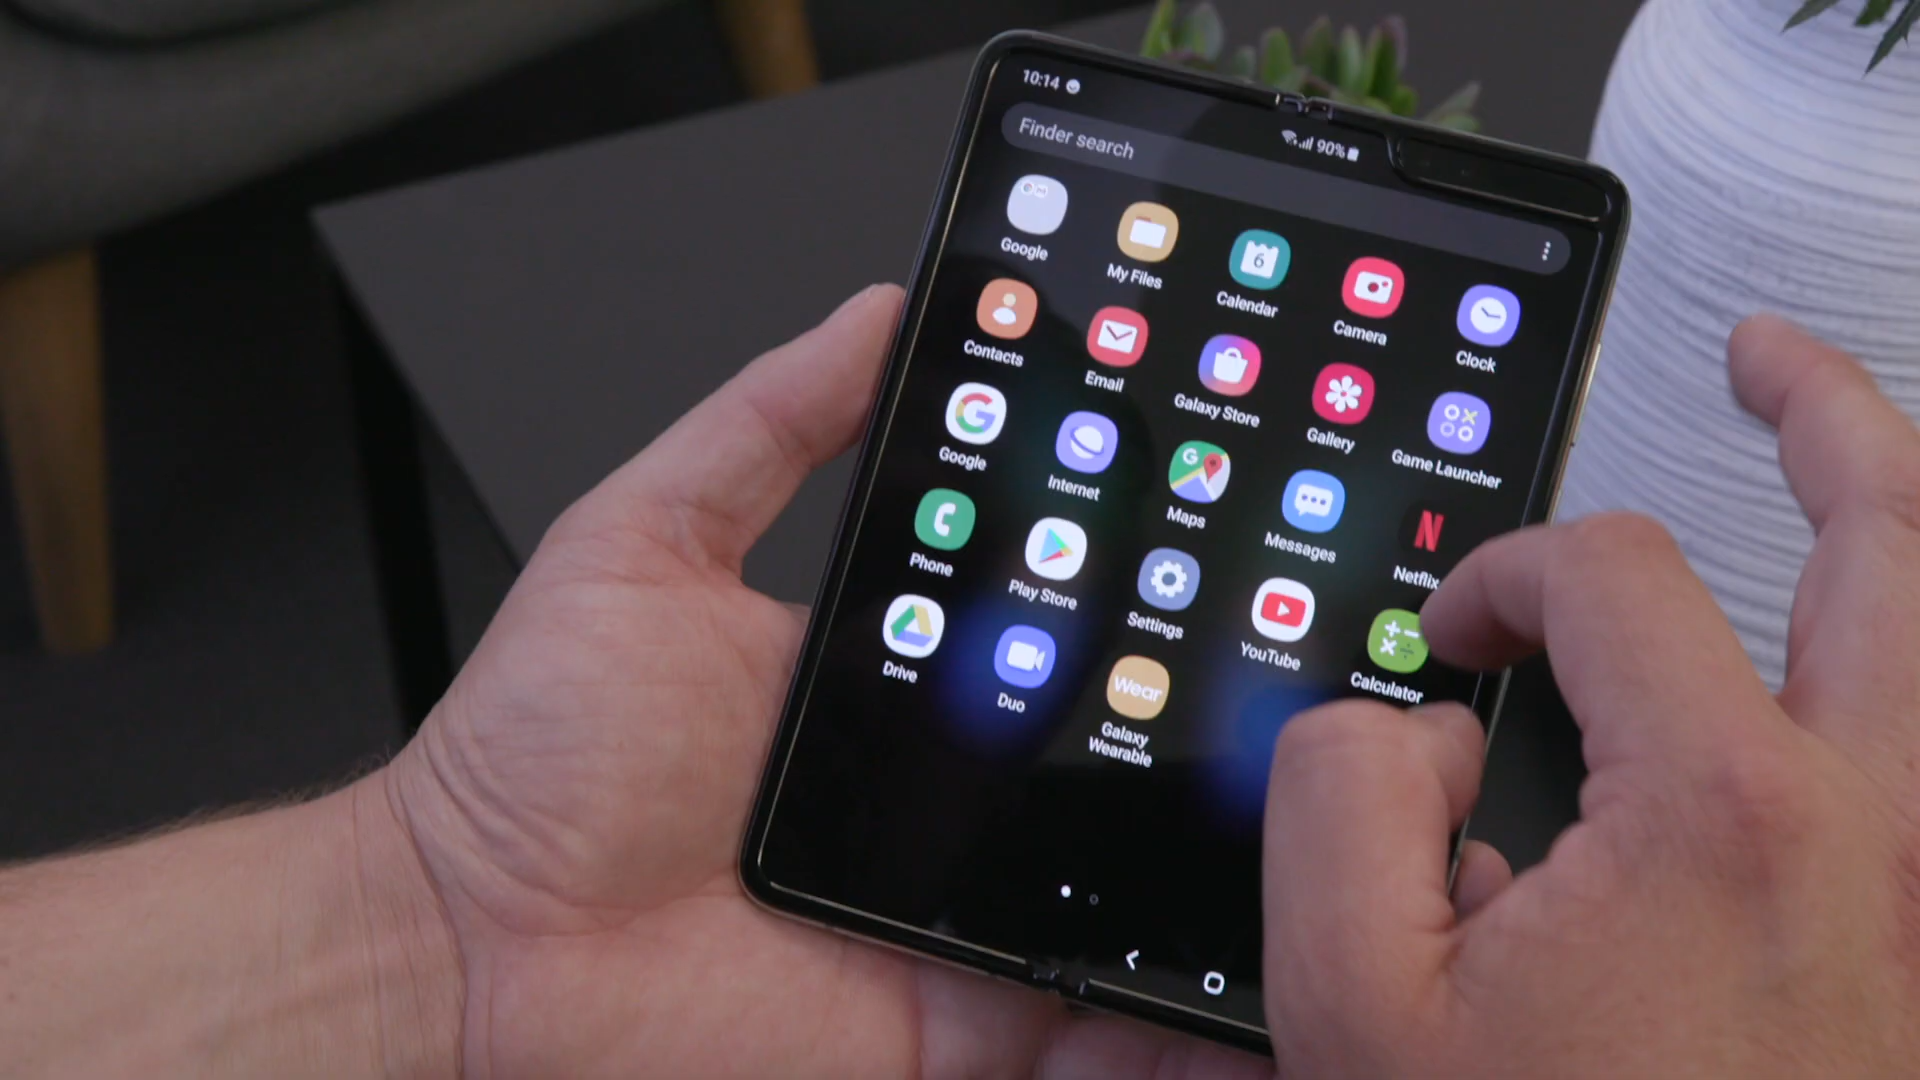 10:14
90%
Finder search
Google
My Files
6
Calendar
Camera
Clock
Contacts
Email
Galaxy Store
Gallery
Game Launcher
G
Google
Internet
G
Maps
Messages
N
Netflix
Phone
Play Store
Settings
YouTube
Calculator
Drive
Duo
Wear
Galaxy
Wearable